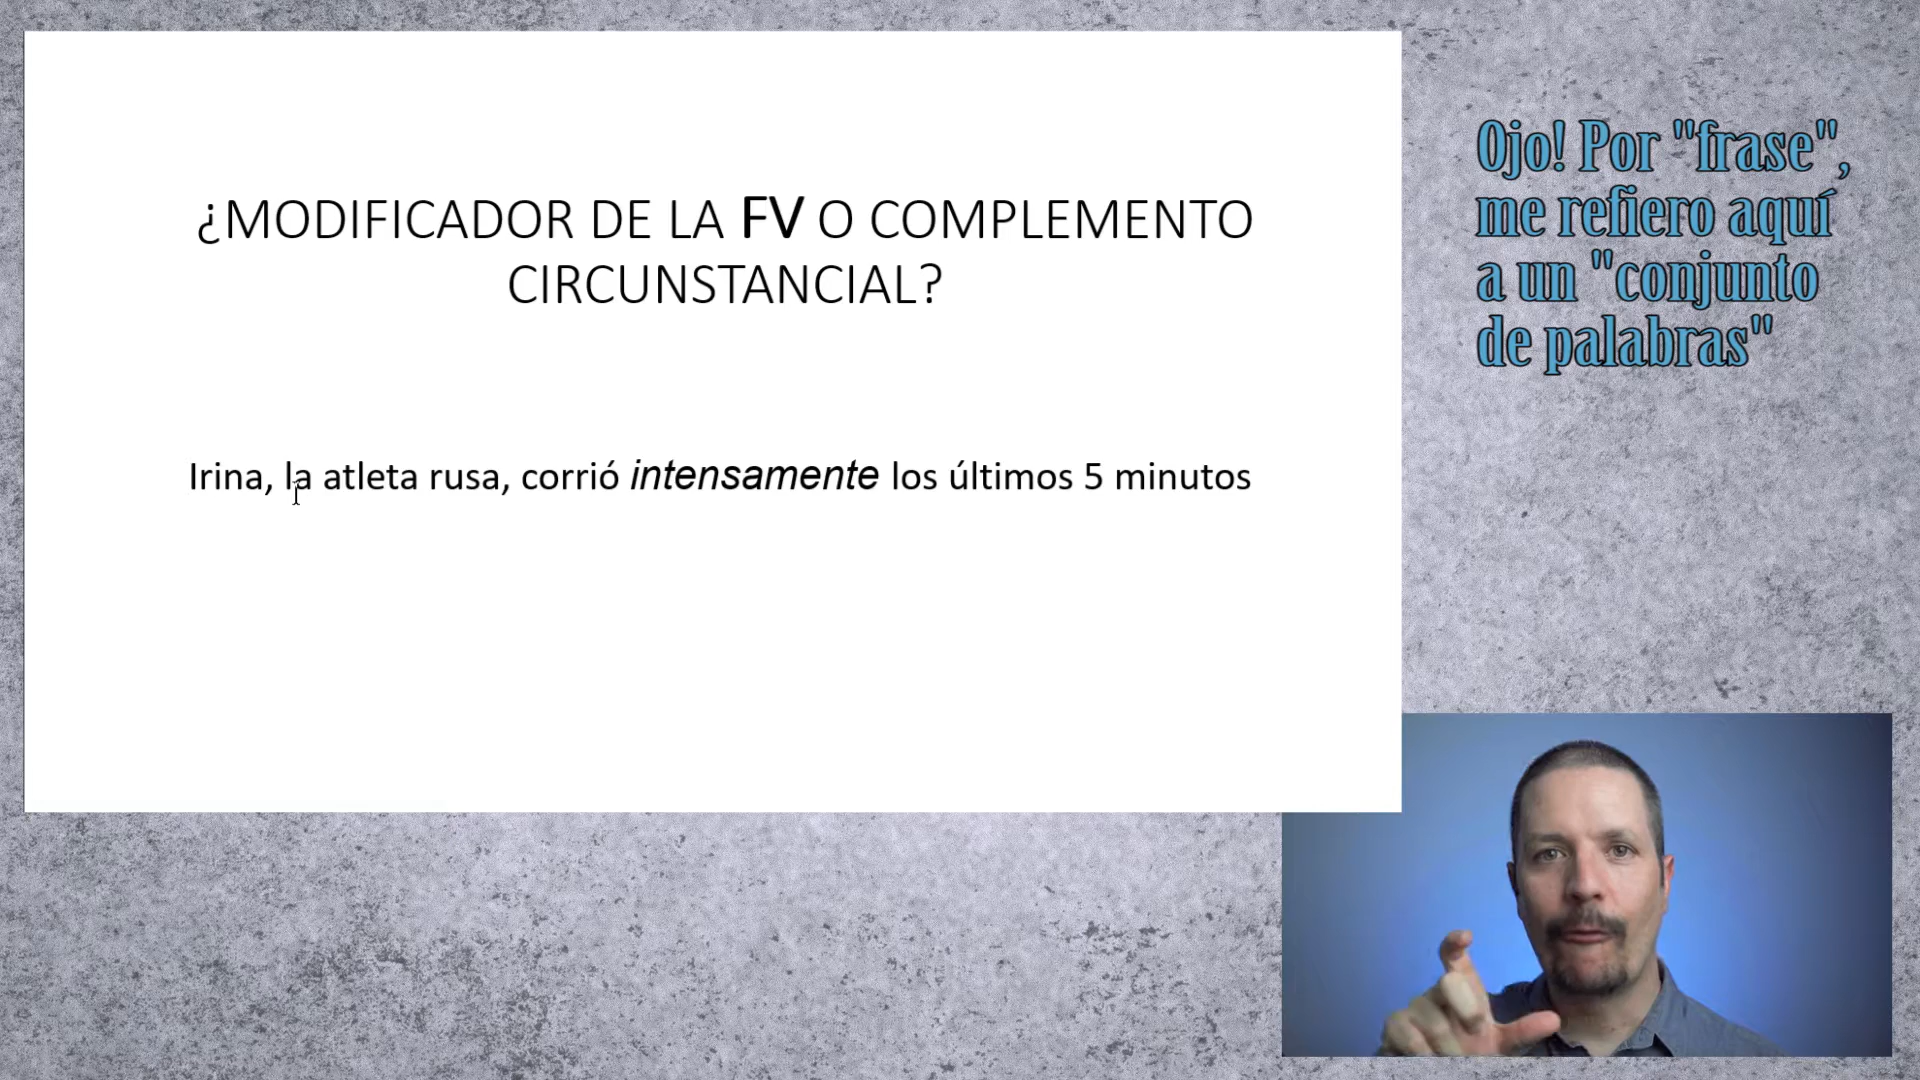 ¿MODIFICADOR DE LA FV O COMPLEMENTO
CIRCUNSTANCIAL?
Irina, la atleta rusa, corrió intensamente los últimos 5 minutos
Ojo! Por "frase",
me refiero aquí
a un "conjunto
de palabras"